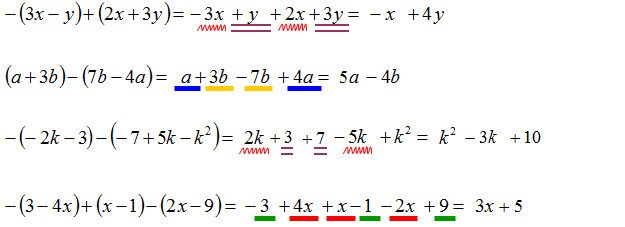 −(3x − y)+(2x+3y)= −3x + y + 2x +3y = −x + 4y
(a+3b)−(7b−4a)= a+3b −7b +4a = 5a − 4b
−(−2k −3)−(−7+5k −k²)= 2k +3 +7 −5k +k² = k² −3k +10
−(3−4x)+(x−1)−(2x−9)= −3 +4x +x−1 −2x +9 = 3x + 5